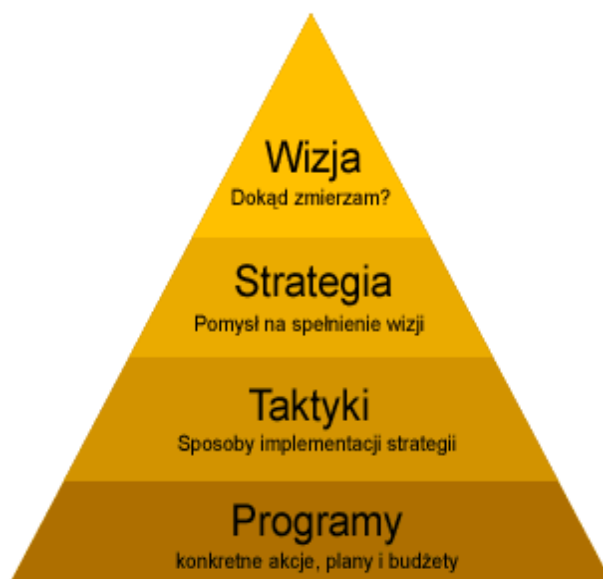 Wizja
Dokąd zmierzam?
Strategia
Pomysł na spełnienie wizji
Taktyki
Sposoby implementacji strategii
Programy
konkretne akcje, plany i budżety